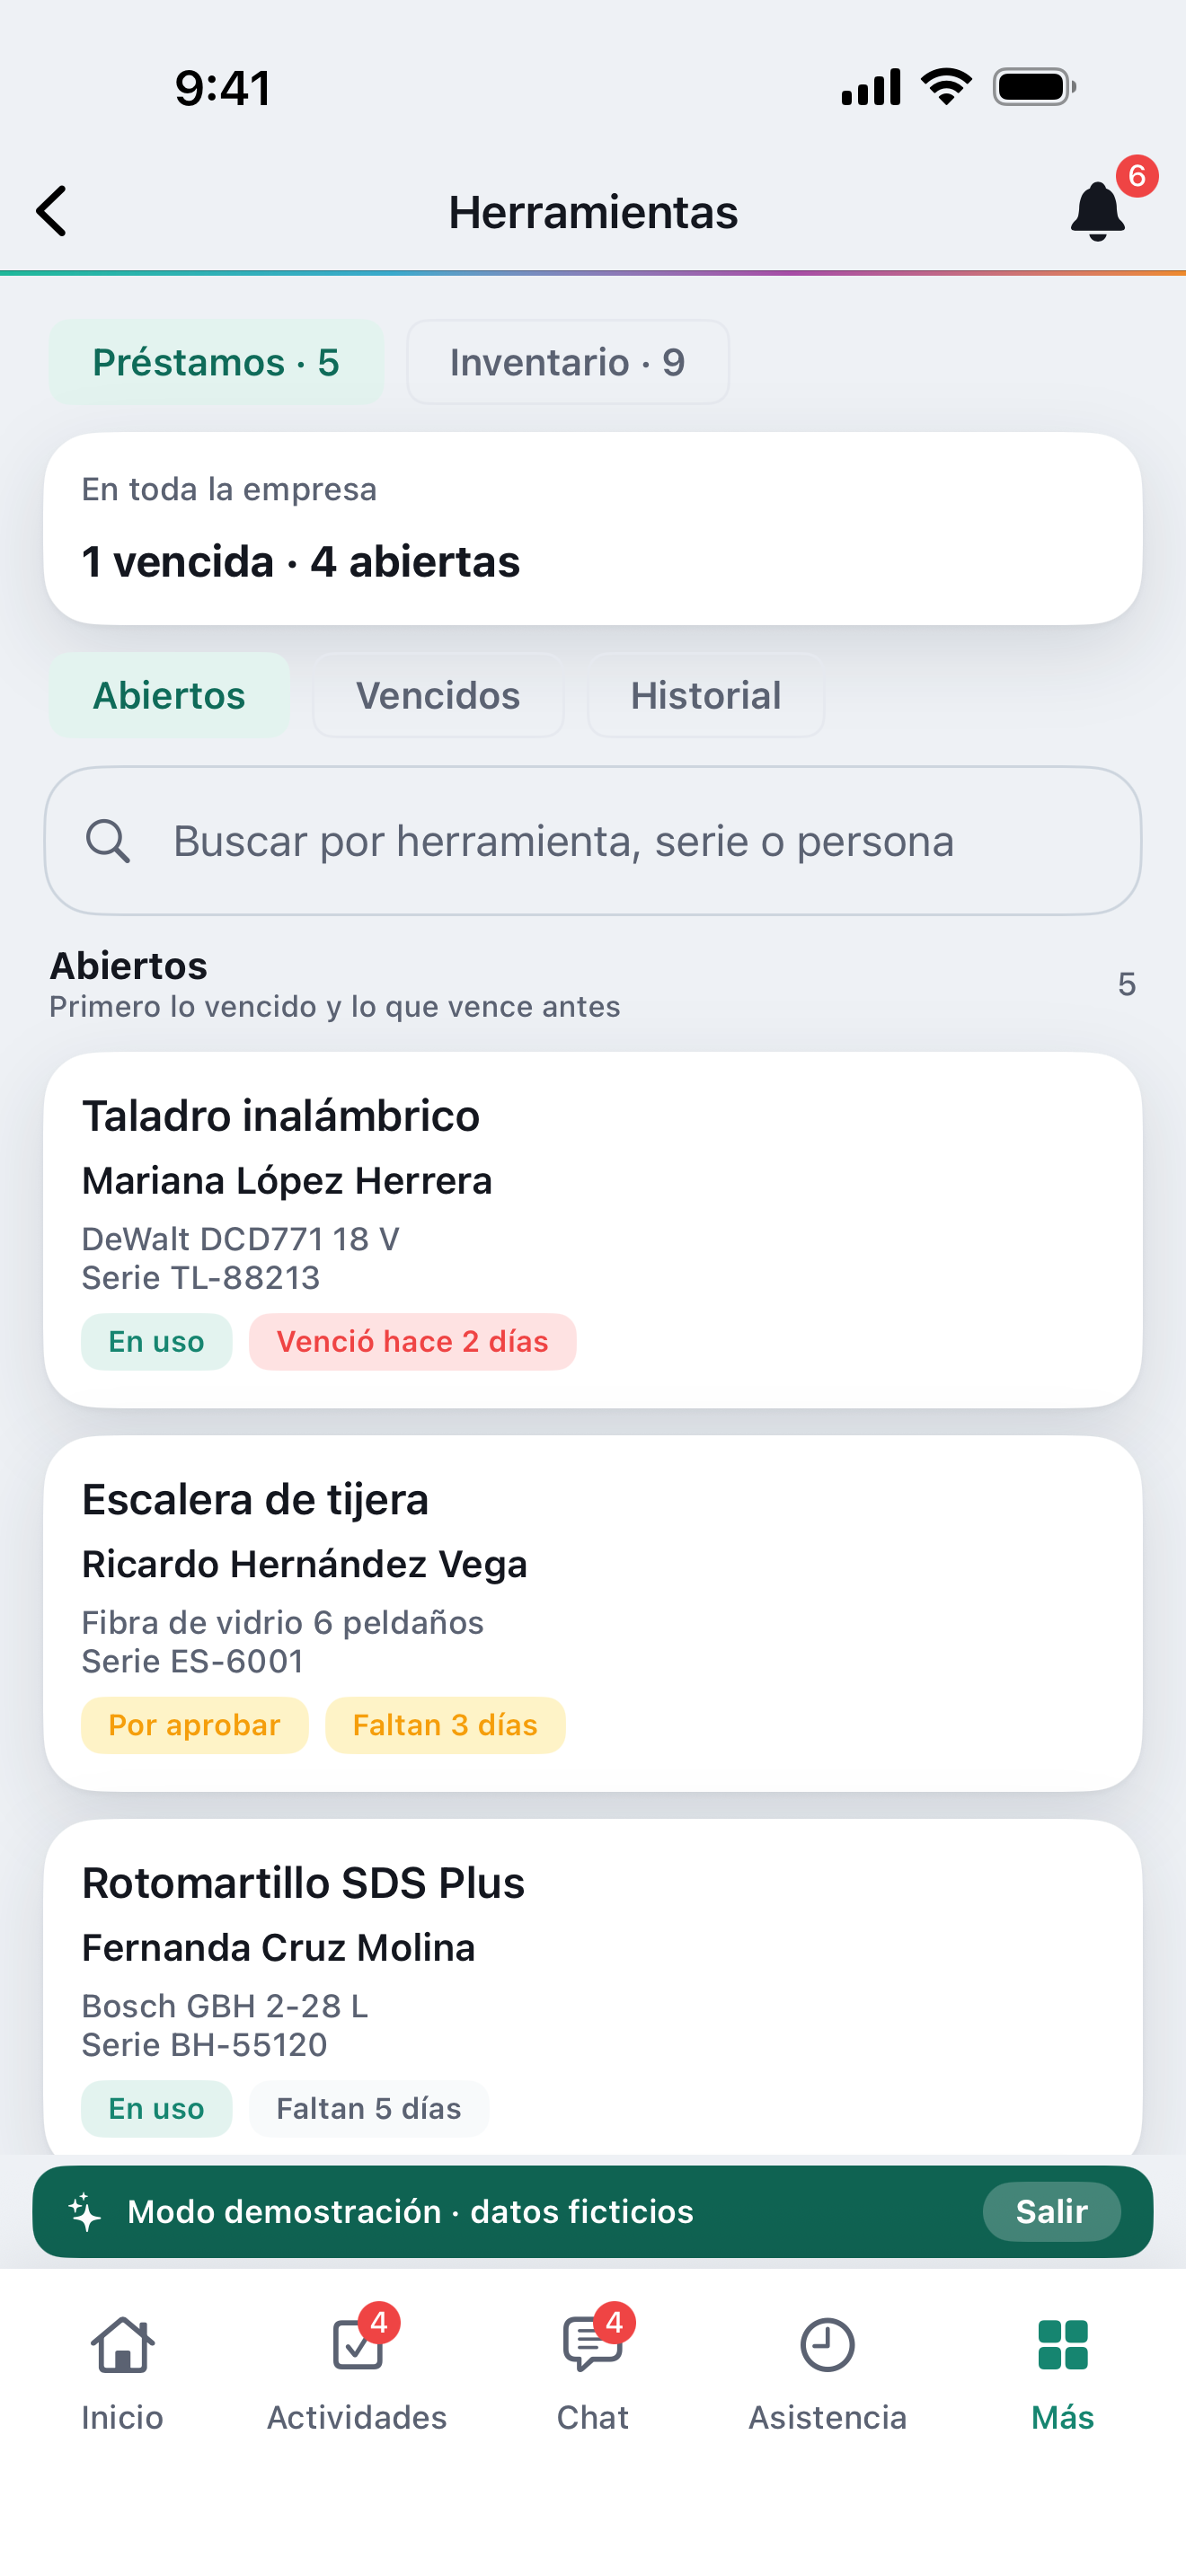 9:41
Herramientas
6
Préstamos · 5
Inventario · 9
En toda la empresa
1 vencida · 4 abiertas
Abiertos
Vencidos
Historial
Buscar por herramienta, serie o persona
Abiertos
5
Primero lo vencido y lo que vence antes
Taladro inalámbrico
Mariana López Herrera
DeWalt DCD771 18 V
Serie TL-88213
En uso
Venció hace 2 días
Escalera de tijera
Ricardo Hernández Vega
Fibra de vidrio 6 peldaños
Serie ES-6001
Por aprobar
Faltan 3 días
Rotomartillo SDS Plus
Fernanda Cruz Molina
Bosch GBH 2-28 L
Serie BH-55120
En uso
Faltan 5 días
Modo demostración · datos ficticios
Salir
4
4
Inicio
Actividades
Chat
Asistencia
Más